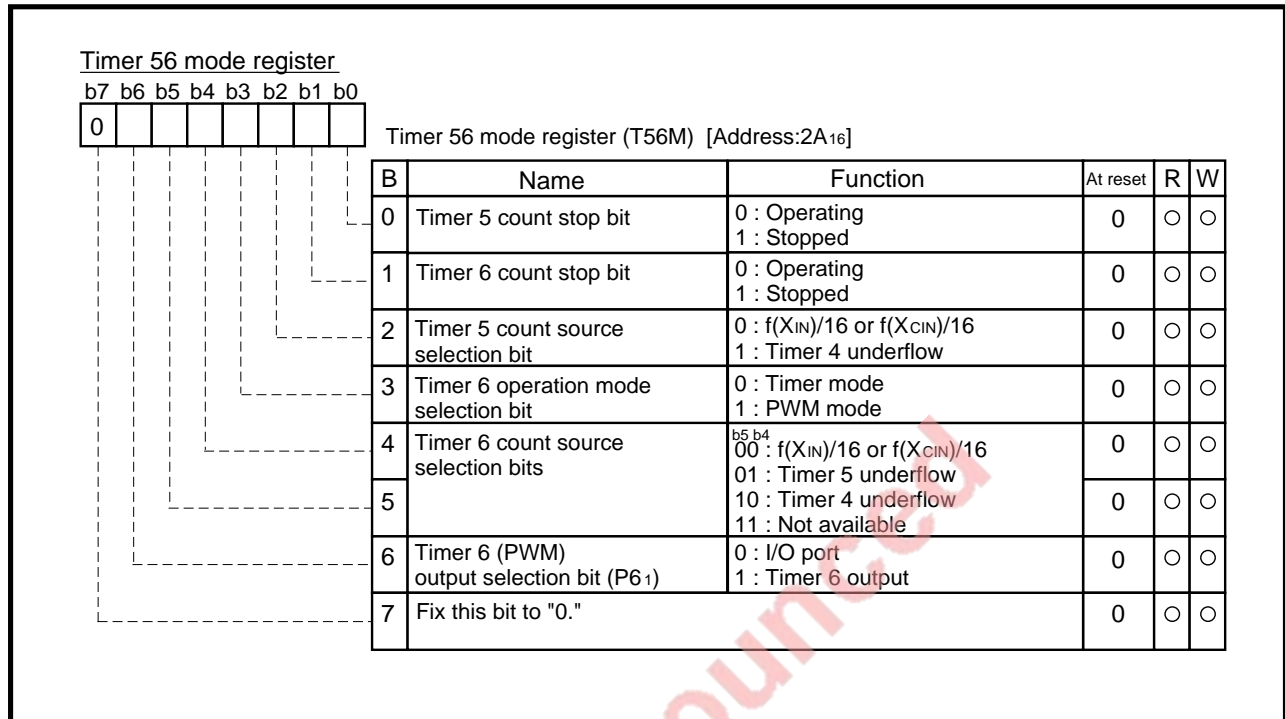 Timer 56 mode register
b7 b6 b5 b4 b3 b2 b1 b0
0
Timer 56 mode register (T56M) [Address:2A16]
B Name Function At reset R W
0 Timer 5 count stop bit 0 : Operating 0 ○ ○
1 : Stopped
1 Timer 6 count stop bit 0 : Operating 0 ○ ○
1 : Stopped
2 Timer 5 count source 0 : f(XIN)/16 or f(XCIN)/16 0 ○ ○
selection bit 1 : Timer 4 underflow
3 Timer 6 operation mode 0 : Timer mode 0 ○ ○
selection bit 1 : PWM mode
4 Timer 6 count source b5 b4 0 ○ ○
selection bits 00 : f(XIN)/16 or f(XCIN)/16
01 : Timer 5 underflow
5 10 : Timer 4 underflow 0 ○ ○
11 : Not available
6 Timer 6 (PWM) 0 : I/O port 0 ○ ○
output selection bit (P61) 1 : Timer 6 output
7 Fix this bit to "0." 0 ○ ○
ounced